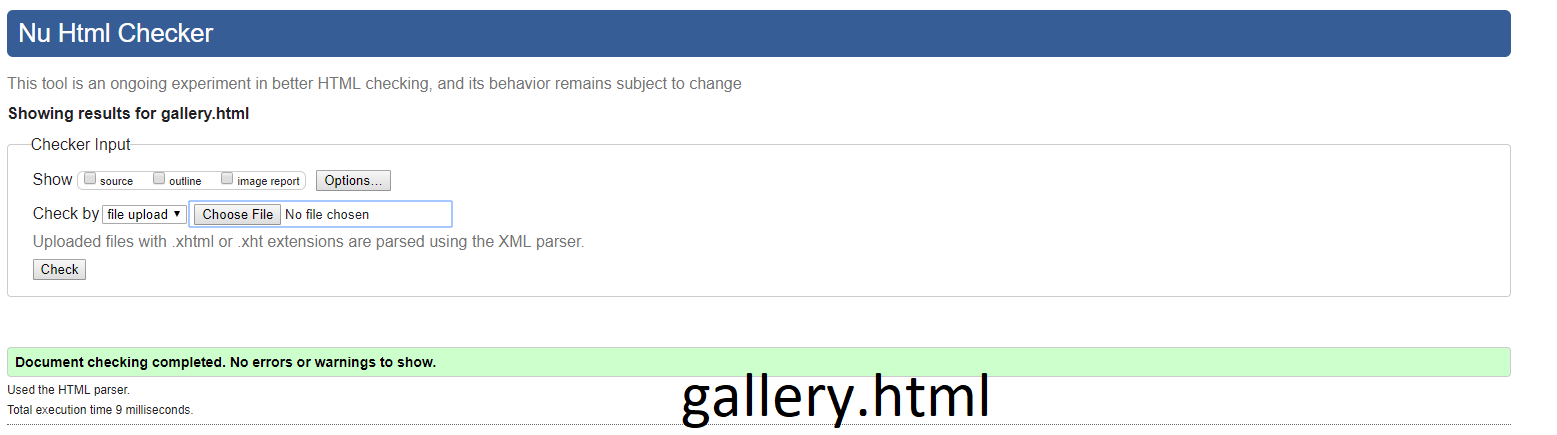 Nu Html Checker
This tool is an ongoing experiment in better HTML checking, and its behavior remains subject to change
Showing results for gallery.html
Checker Input
Show source outline image report Options...
Check by file upload Choose File No file chosen
Uploaded files with .xhtml or .xht extensions are parsed using the XML parser.
Check
Document checking completed. No errors or warnings to show.
Used the HTML parser.
gallery.html
Total execution time 9 milliseconds.